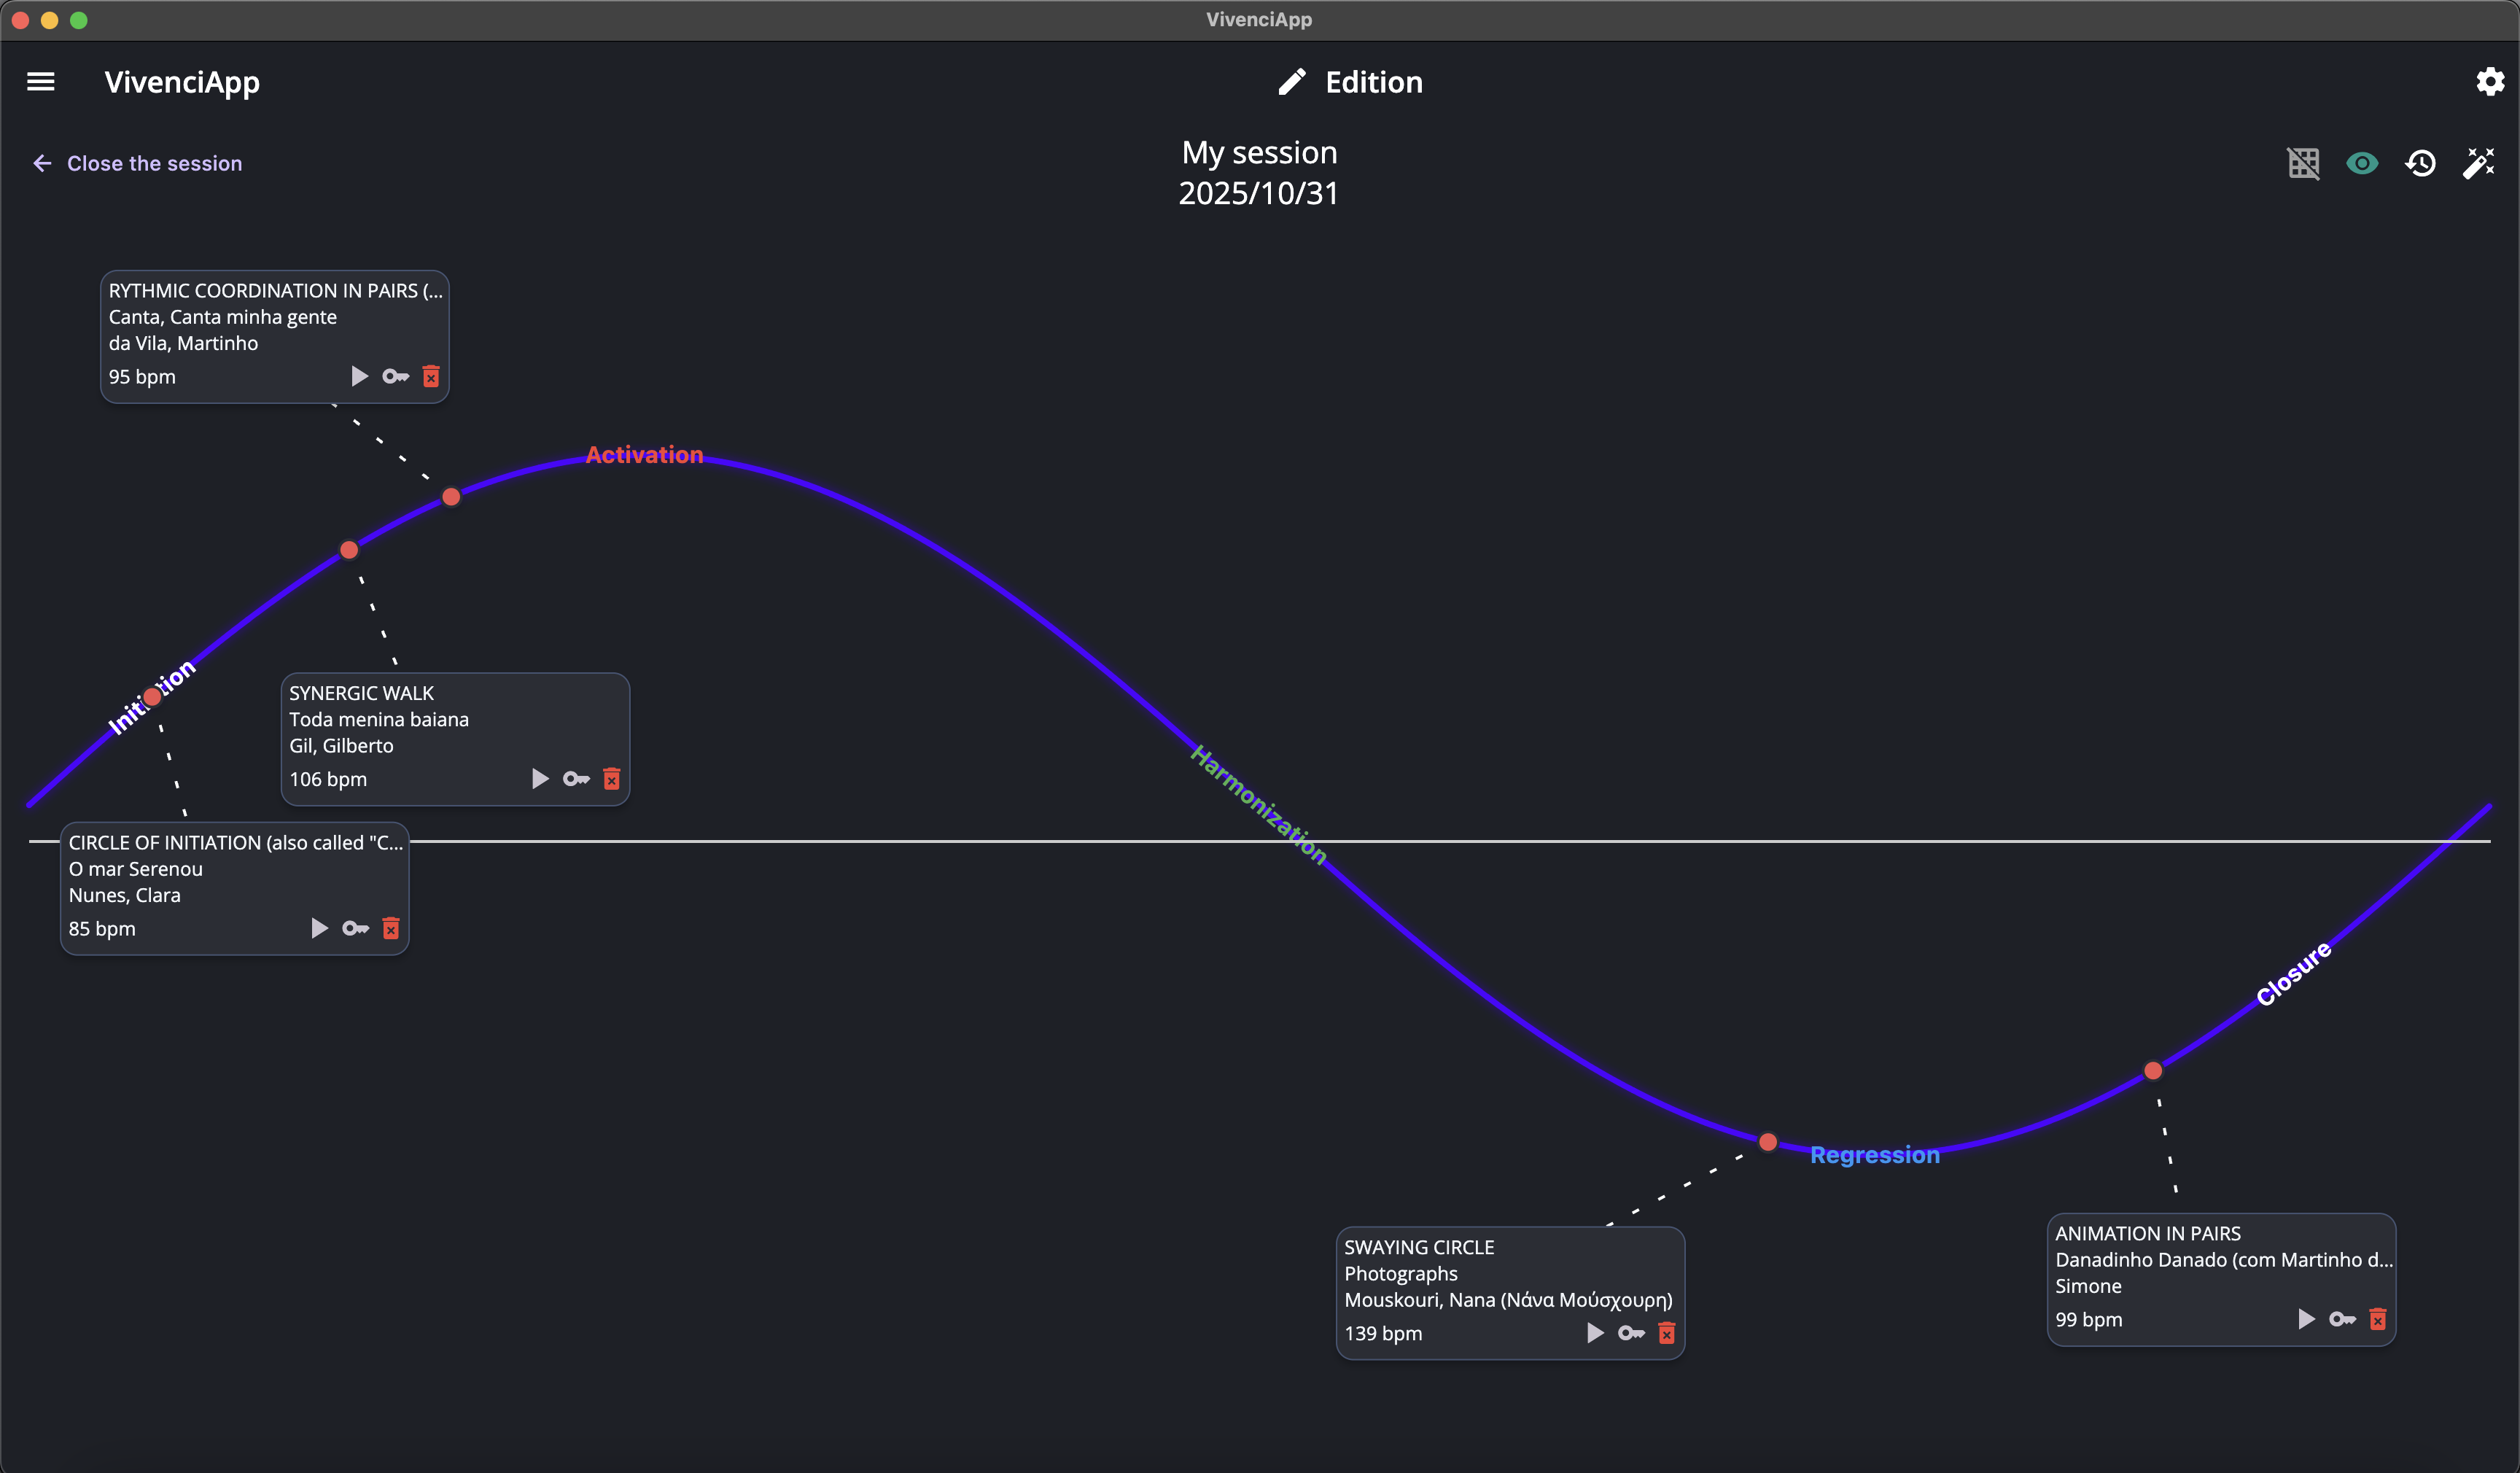 VivenciApp
VivenciApp
Edition
Close the session
My session
2025/10/31
RYTHMIC COORDINATION IN PAIRS (...
Canta, Canta minha gente
da Vila, Martinho
95 bpm
Activation
Initiation
SYNERGIC WALK
Toda menina baiana
Gil, Gilberto
106 bpm
Harmonization
CIRCLE OF INITIATION (also called "C...
O mar Serenou
Nunes, Clara
85 bpm
Closure
Regression
SWAYING CIRCLE
Photographs
Mouskouri, Nana (Νάνα Μούσχουρη)
139 bpm
ANIMATION IN PAIRS
Danadinho Danado (com Martinho d...
Simone
99 bpm